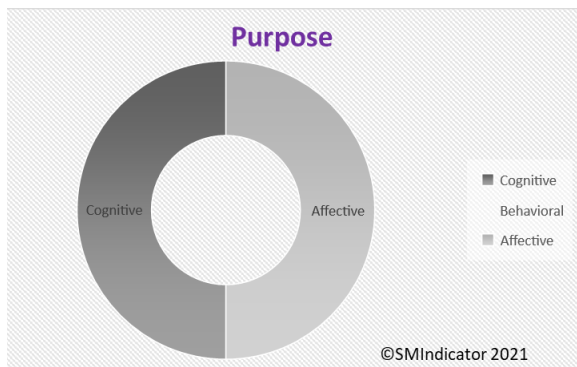 Purpose
Cognitive
Affective
Cognitive
Behavioral
Affective
©SMIndicator 2021